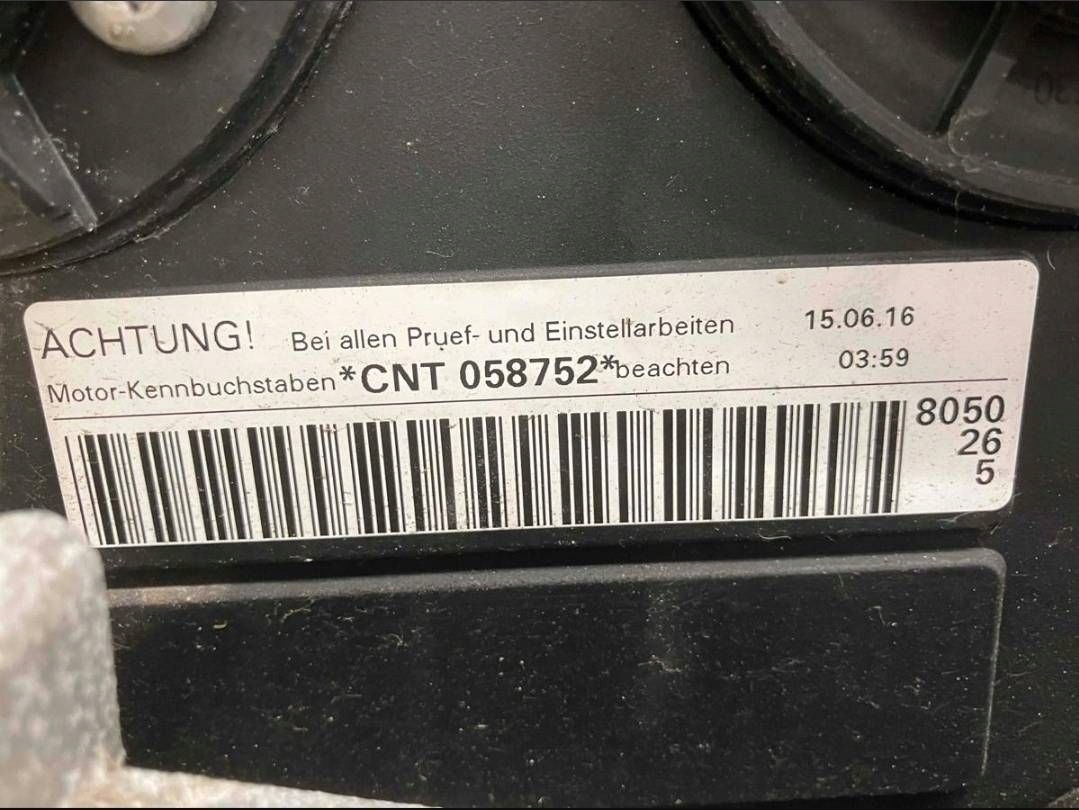 ACHTUNG! Bei allen Pruef- und Einstellarbeiten 15.06.16
Motor-Kennbuchstaben *CNT 058752* beachten 03:59
8050
26
5